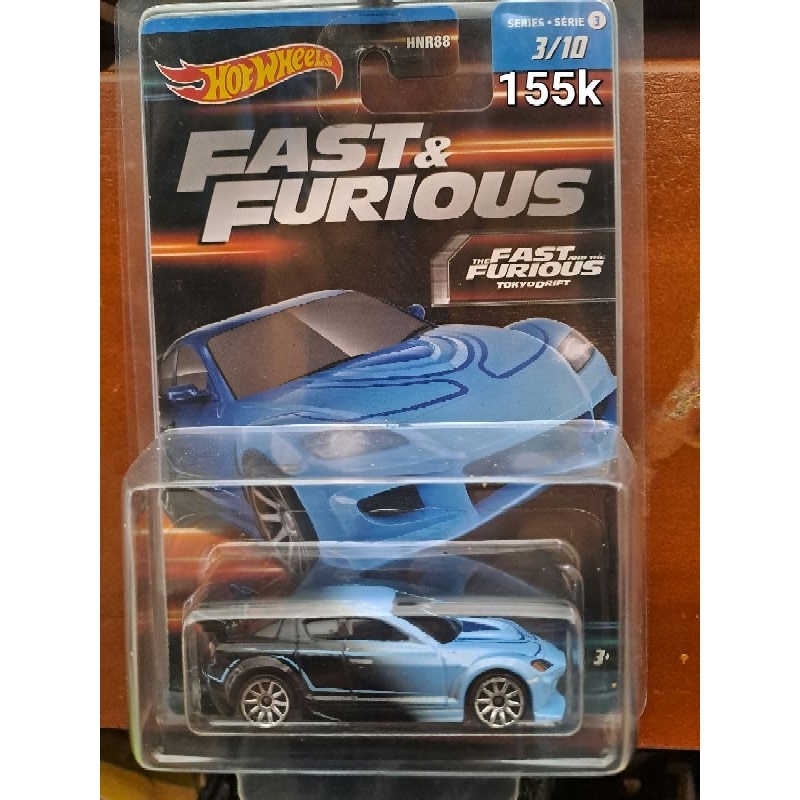 HOT WHEELS
HNR88
SERIES • SÉRIE 3
3/10
155k
FAST &
FURIOUS
THE FAST AND THE
FURIOUS
TOKYO DRIFT
3+